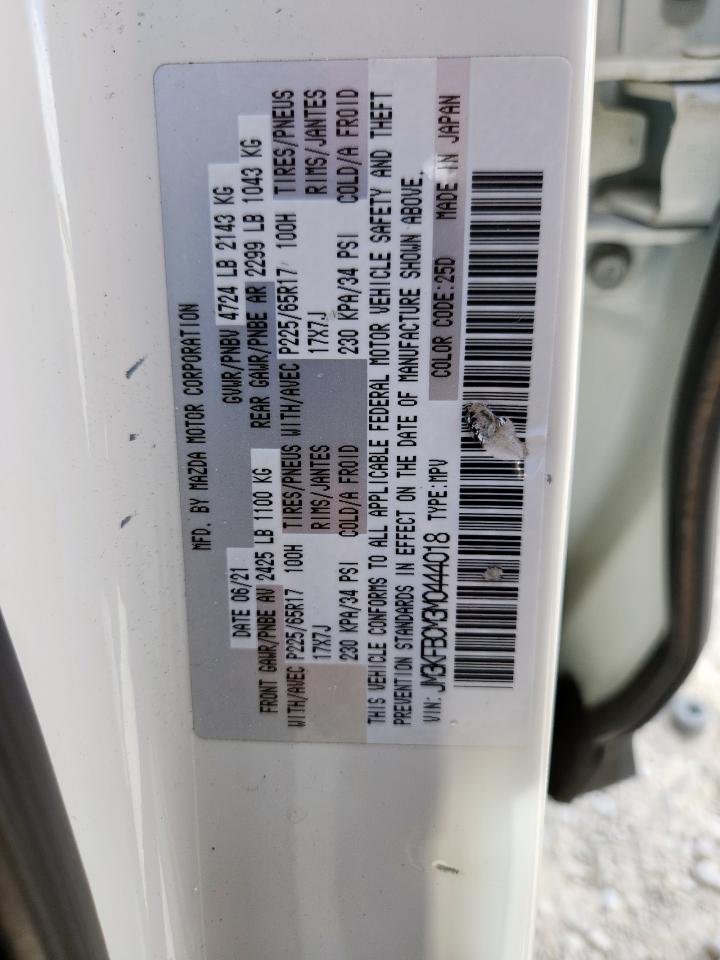 MFD. BY MAZDA MOTOR CORPORATION
DATE 06/21 GVWR/PNBV 4724 LB 2143 KG
FRONT GAWR/PNBE AV 2425 LB 1100 KG REAR GAWR/PNBE AR 2299 LB 1043 KG
WITH/AVEC P225/65R17 100H TIRES/PNEUS WITH/AVEC P225/65R17 100H TIRES/PNEUS
17X7J RIMS/JANTES 17X7J RIMS/JANTES
230 KPA/34 PSI COLD/A FROID 230 KPA/34 PSI COLD/A FROID
THIS VEHICLE CONFORMS TO ALL APPLICABLE FEDERAL MOTOR VEHICLE SAFETY AND THEFT
PREVENTION STANDARDS IN EFFECT ON THE DATE OF MANUFACTURE SHOWN ABOVE.
VIN: JM3KFBCM3M0444018 TYPE:MPV COLOR CODE:25D MADE IN JAPAN